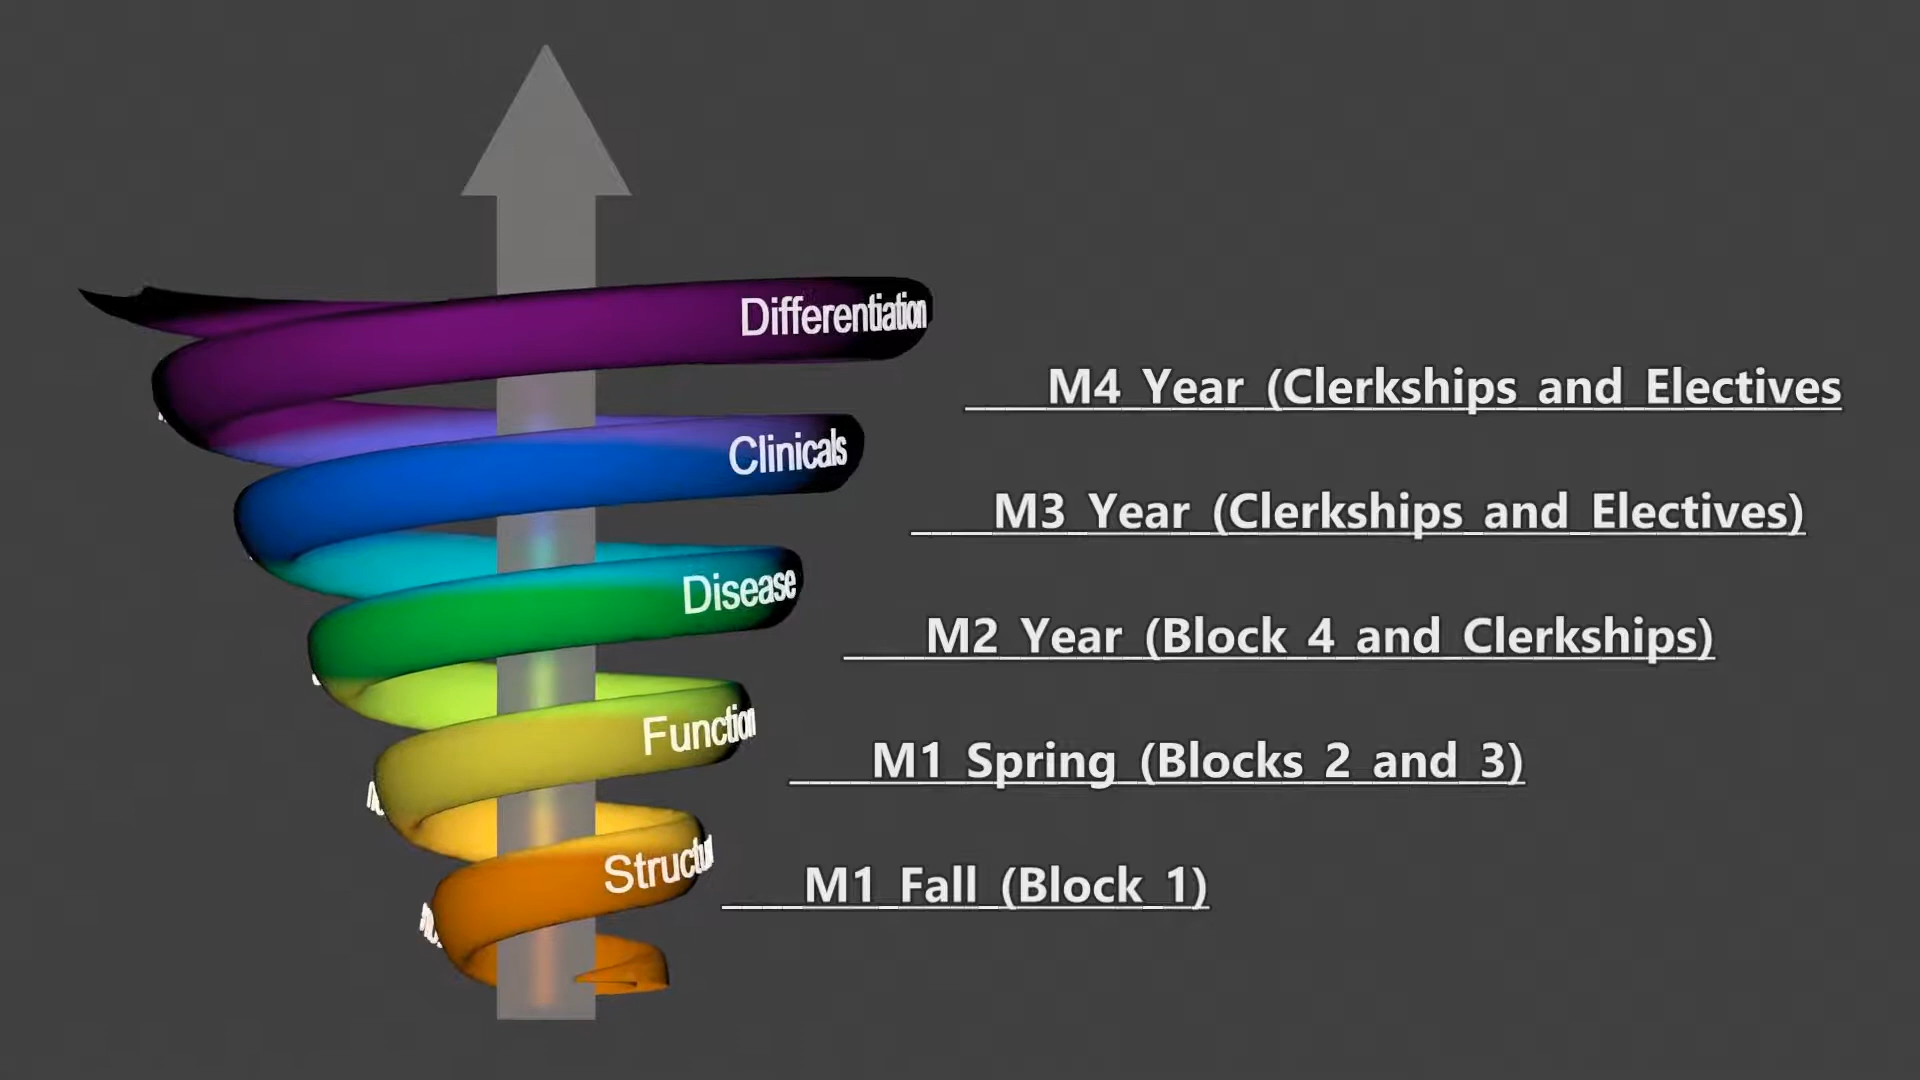 Differentiation
M4 Year (Clerkships and Electives
Clinicals
M3 Year (Clerkships and Electives)
Disease
M2 Year (Block 4 and Clerkships)
Function
M1 Spring (Blocks 2 and 3)
Structu
M1 Fall (Block 1)